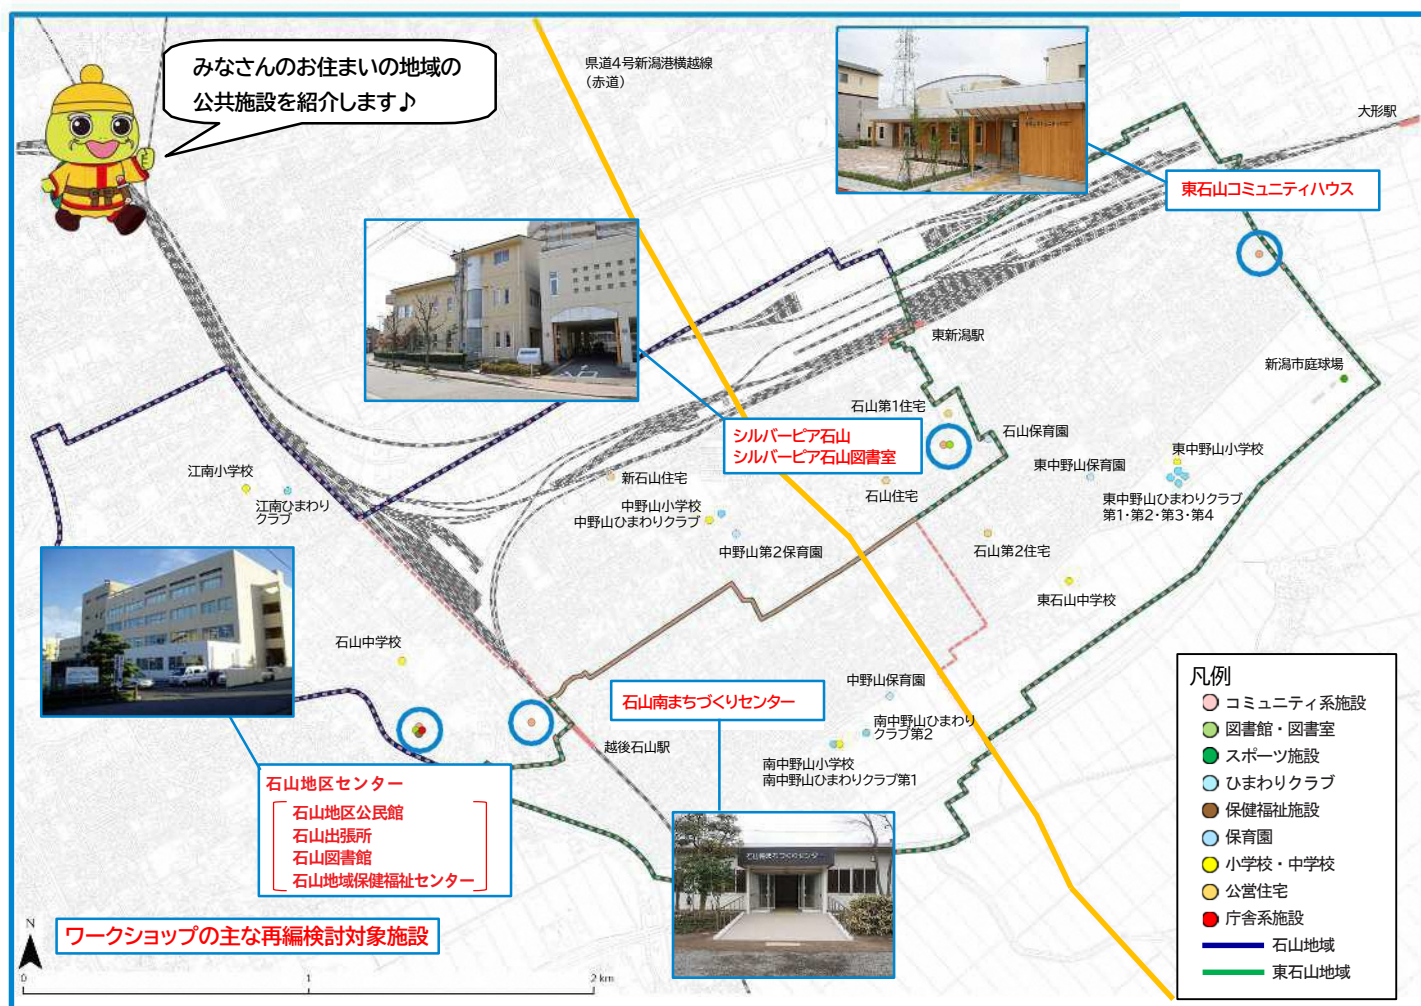 みなさんのお住まいの地域の
公共施設を紹介します♪
県道4号新潟港横越線
(赤道)
大形駅
東石山コミュニティハウス
東新潟駅
新潟市庭球場
石山第1住宅
シルバーピア石山
シルバーピア石山図書室
石山保育園
東中野山小学校
東中野山保育園
江南小学校
新石山住宅
石山住宅
江南ひまわり
クラブ
中野山小学校
中野山ひまわりクラブ
東中野山ひまわりクラブ
第1・第2・第3・第4
中野山第2保育園
石山第2住宅
東石山中学校
石山中学校
中野山保育園
石山南まちづくりセンター
南中野山ひまわり
クラブ第2
越後石山駅
南中野山小学校
南中野山ひまわりクラブ第1
石山地区センター
石山地区公民館
石山出張所
石山図書館
石山地域保健福祉センター
石山南まちづくりセンター
ワークショップの主な再編検討対象施設
N
0 1 2 km
凡例
コミュニティ系施設
図書館・図書室
スポーツ施設
ひまわりクラブ
保健福祉施設
保育園
小学校・中学校
公営住宅
庁舎系施設
石山地域
東石山地域